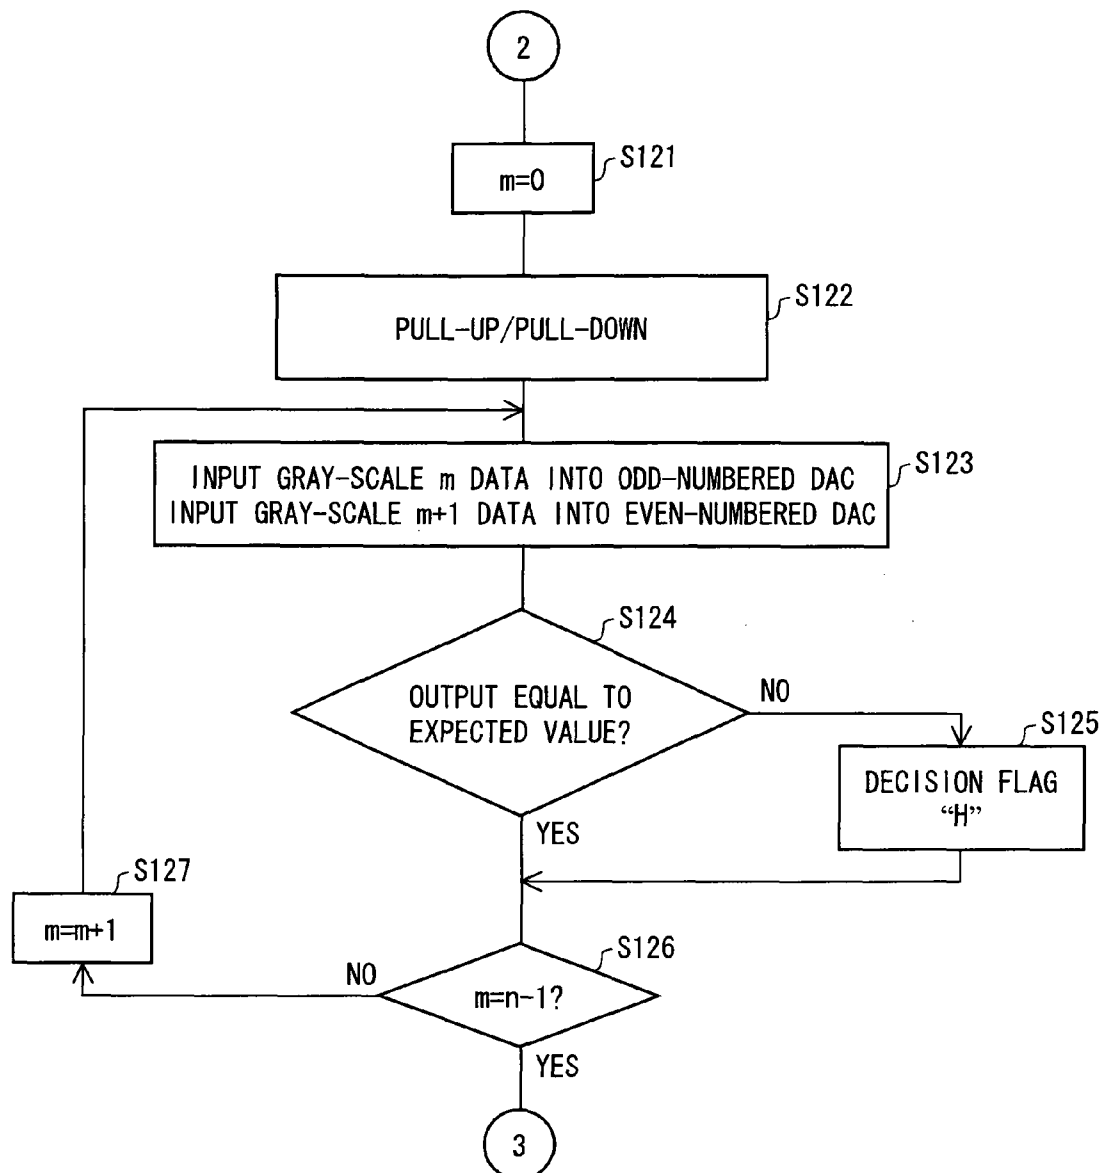 2
S121
m=0
S122
PULL-UP/PULL-DOWN
S123
INPUT GRAY-SCALE m DATA INTO ODD-NUMBERED DAC
INPUT GRAY-SCALE m+1 DATA INTO EVEN-NUMBERED DAC
S124
OUTPUT EQUAL TO
EXPECTED VALUE?
NO
S125
DECISION FLAG
“H”
YES
S127
m=m+1
S126
NO
m=n-1?
YES
3